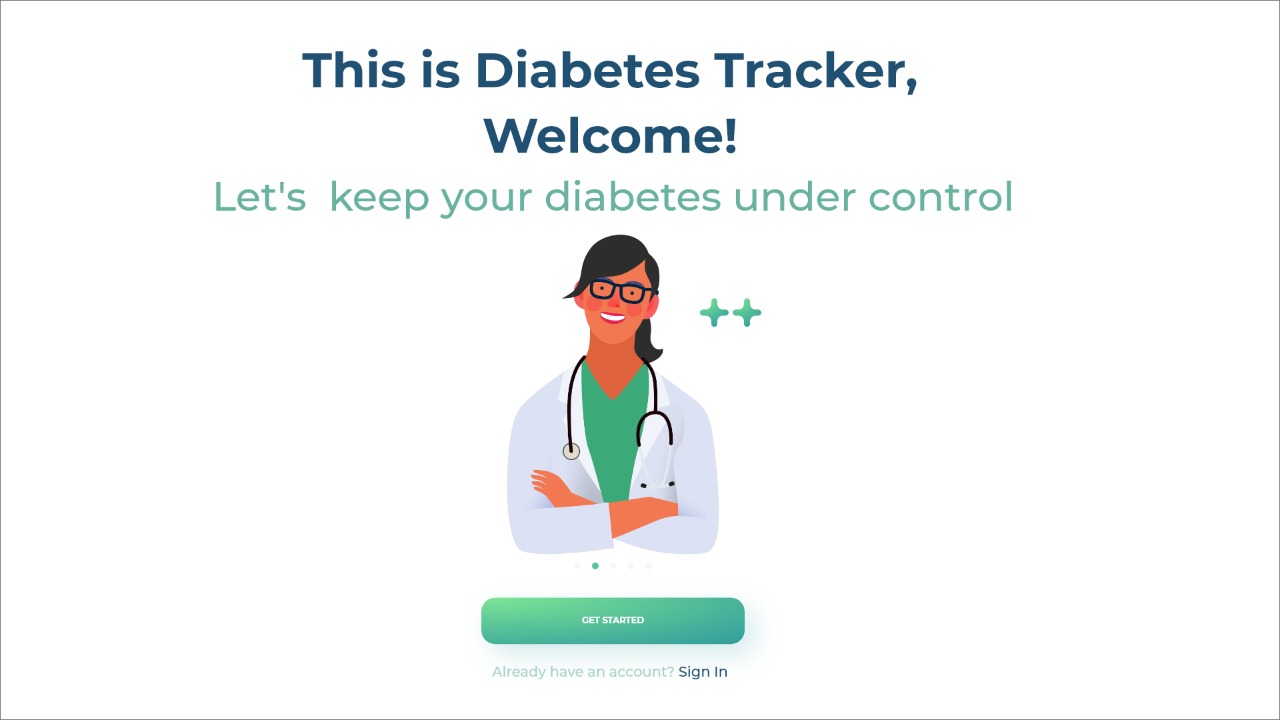 This is Diabetes Tracker,
Welcome!
Let's  keep your diabetes under control
GET STARTED
Already have an account? Sign In